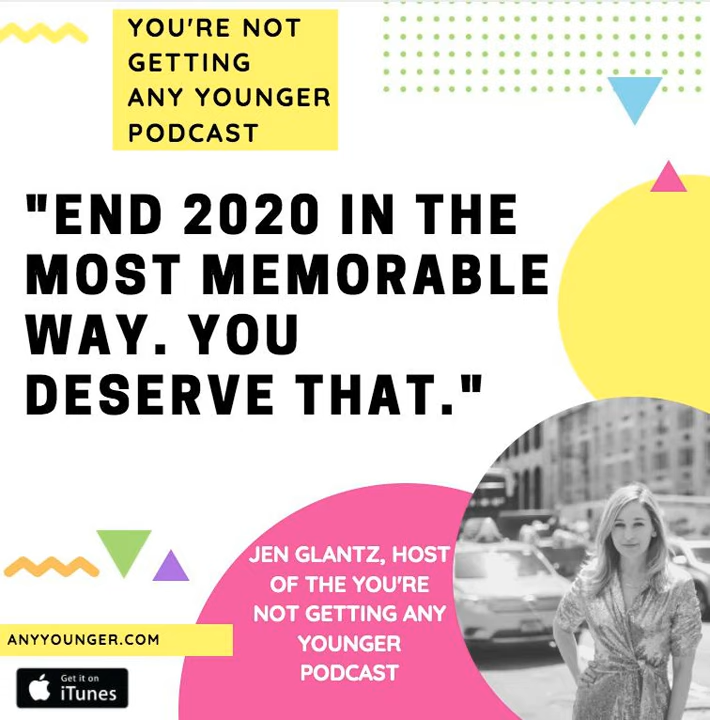 YOU'RE NOT
GETTING
ANY YOUNGER
PODCAST
"END 2020 IN THE
MOST MEMORABLE
WAY. YOU
DESERVE THAT."
JEN GLANTZ, HOST
OF THE YOU'RE
NOT GETTING ANY
YOUNGER
PODCAST
ANYYOUNGER.COM
Get it on
iTunes